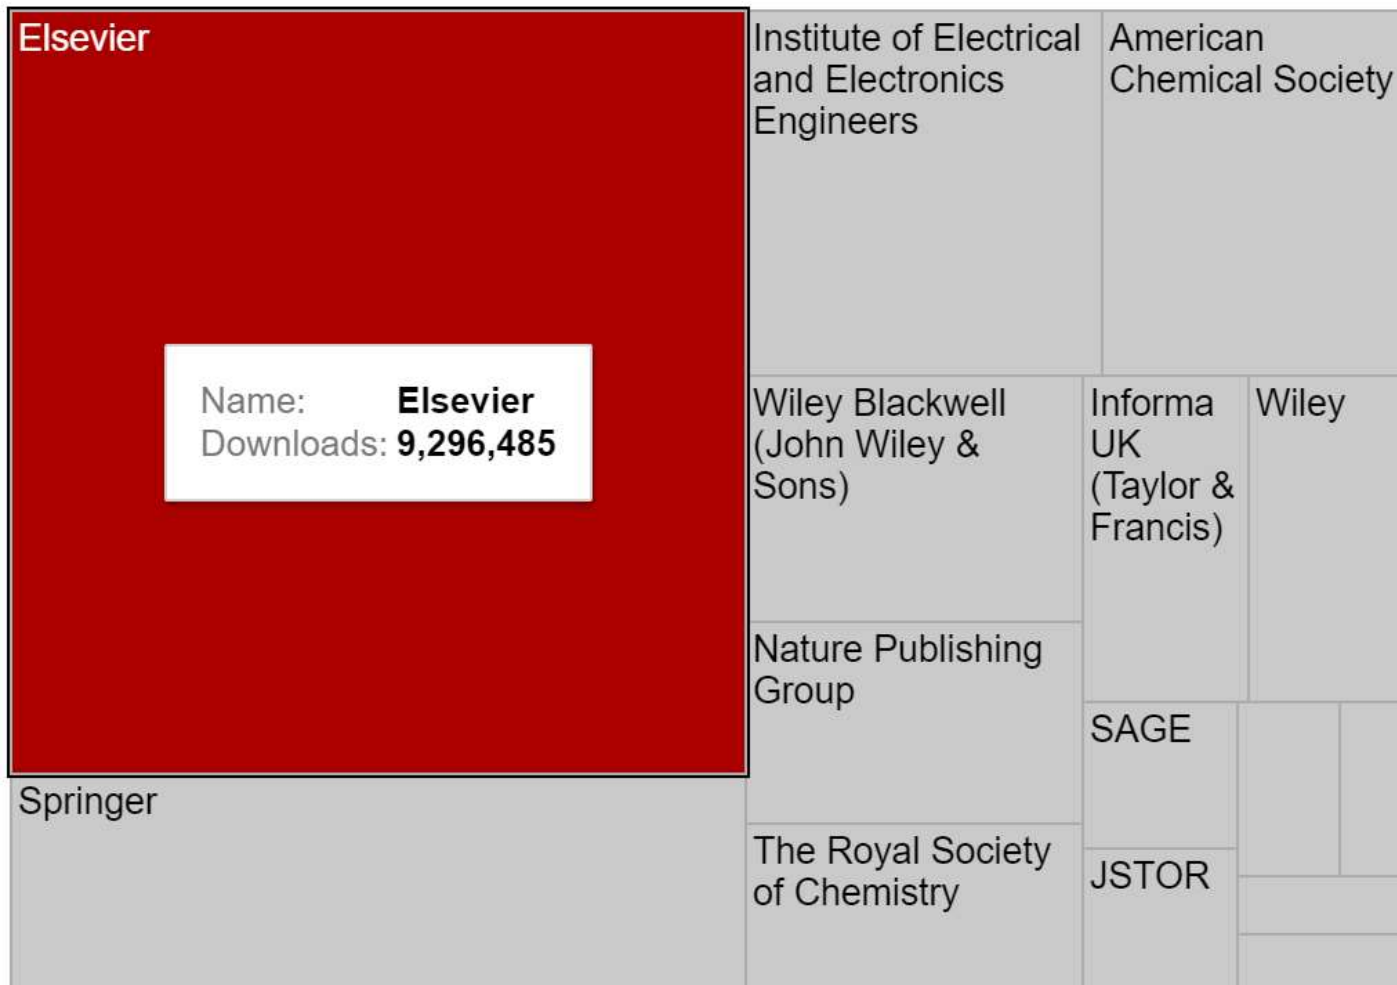 Elsevier
Name: Elsevier
Downloads: 9,296,485
Springer
Institute of Electrical
and Electronics
Engineers
American
Chemical Society
Wiley Blackwell
(John Wiley &
Sons)
Informa
UK
(Taylor &
Francis)
Wiley
Nature Publishing
Group
SAGE
The Royal Society
of Chemistry
JSTOR